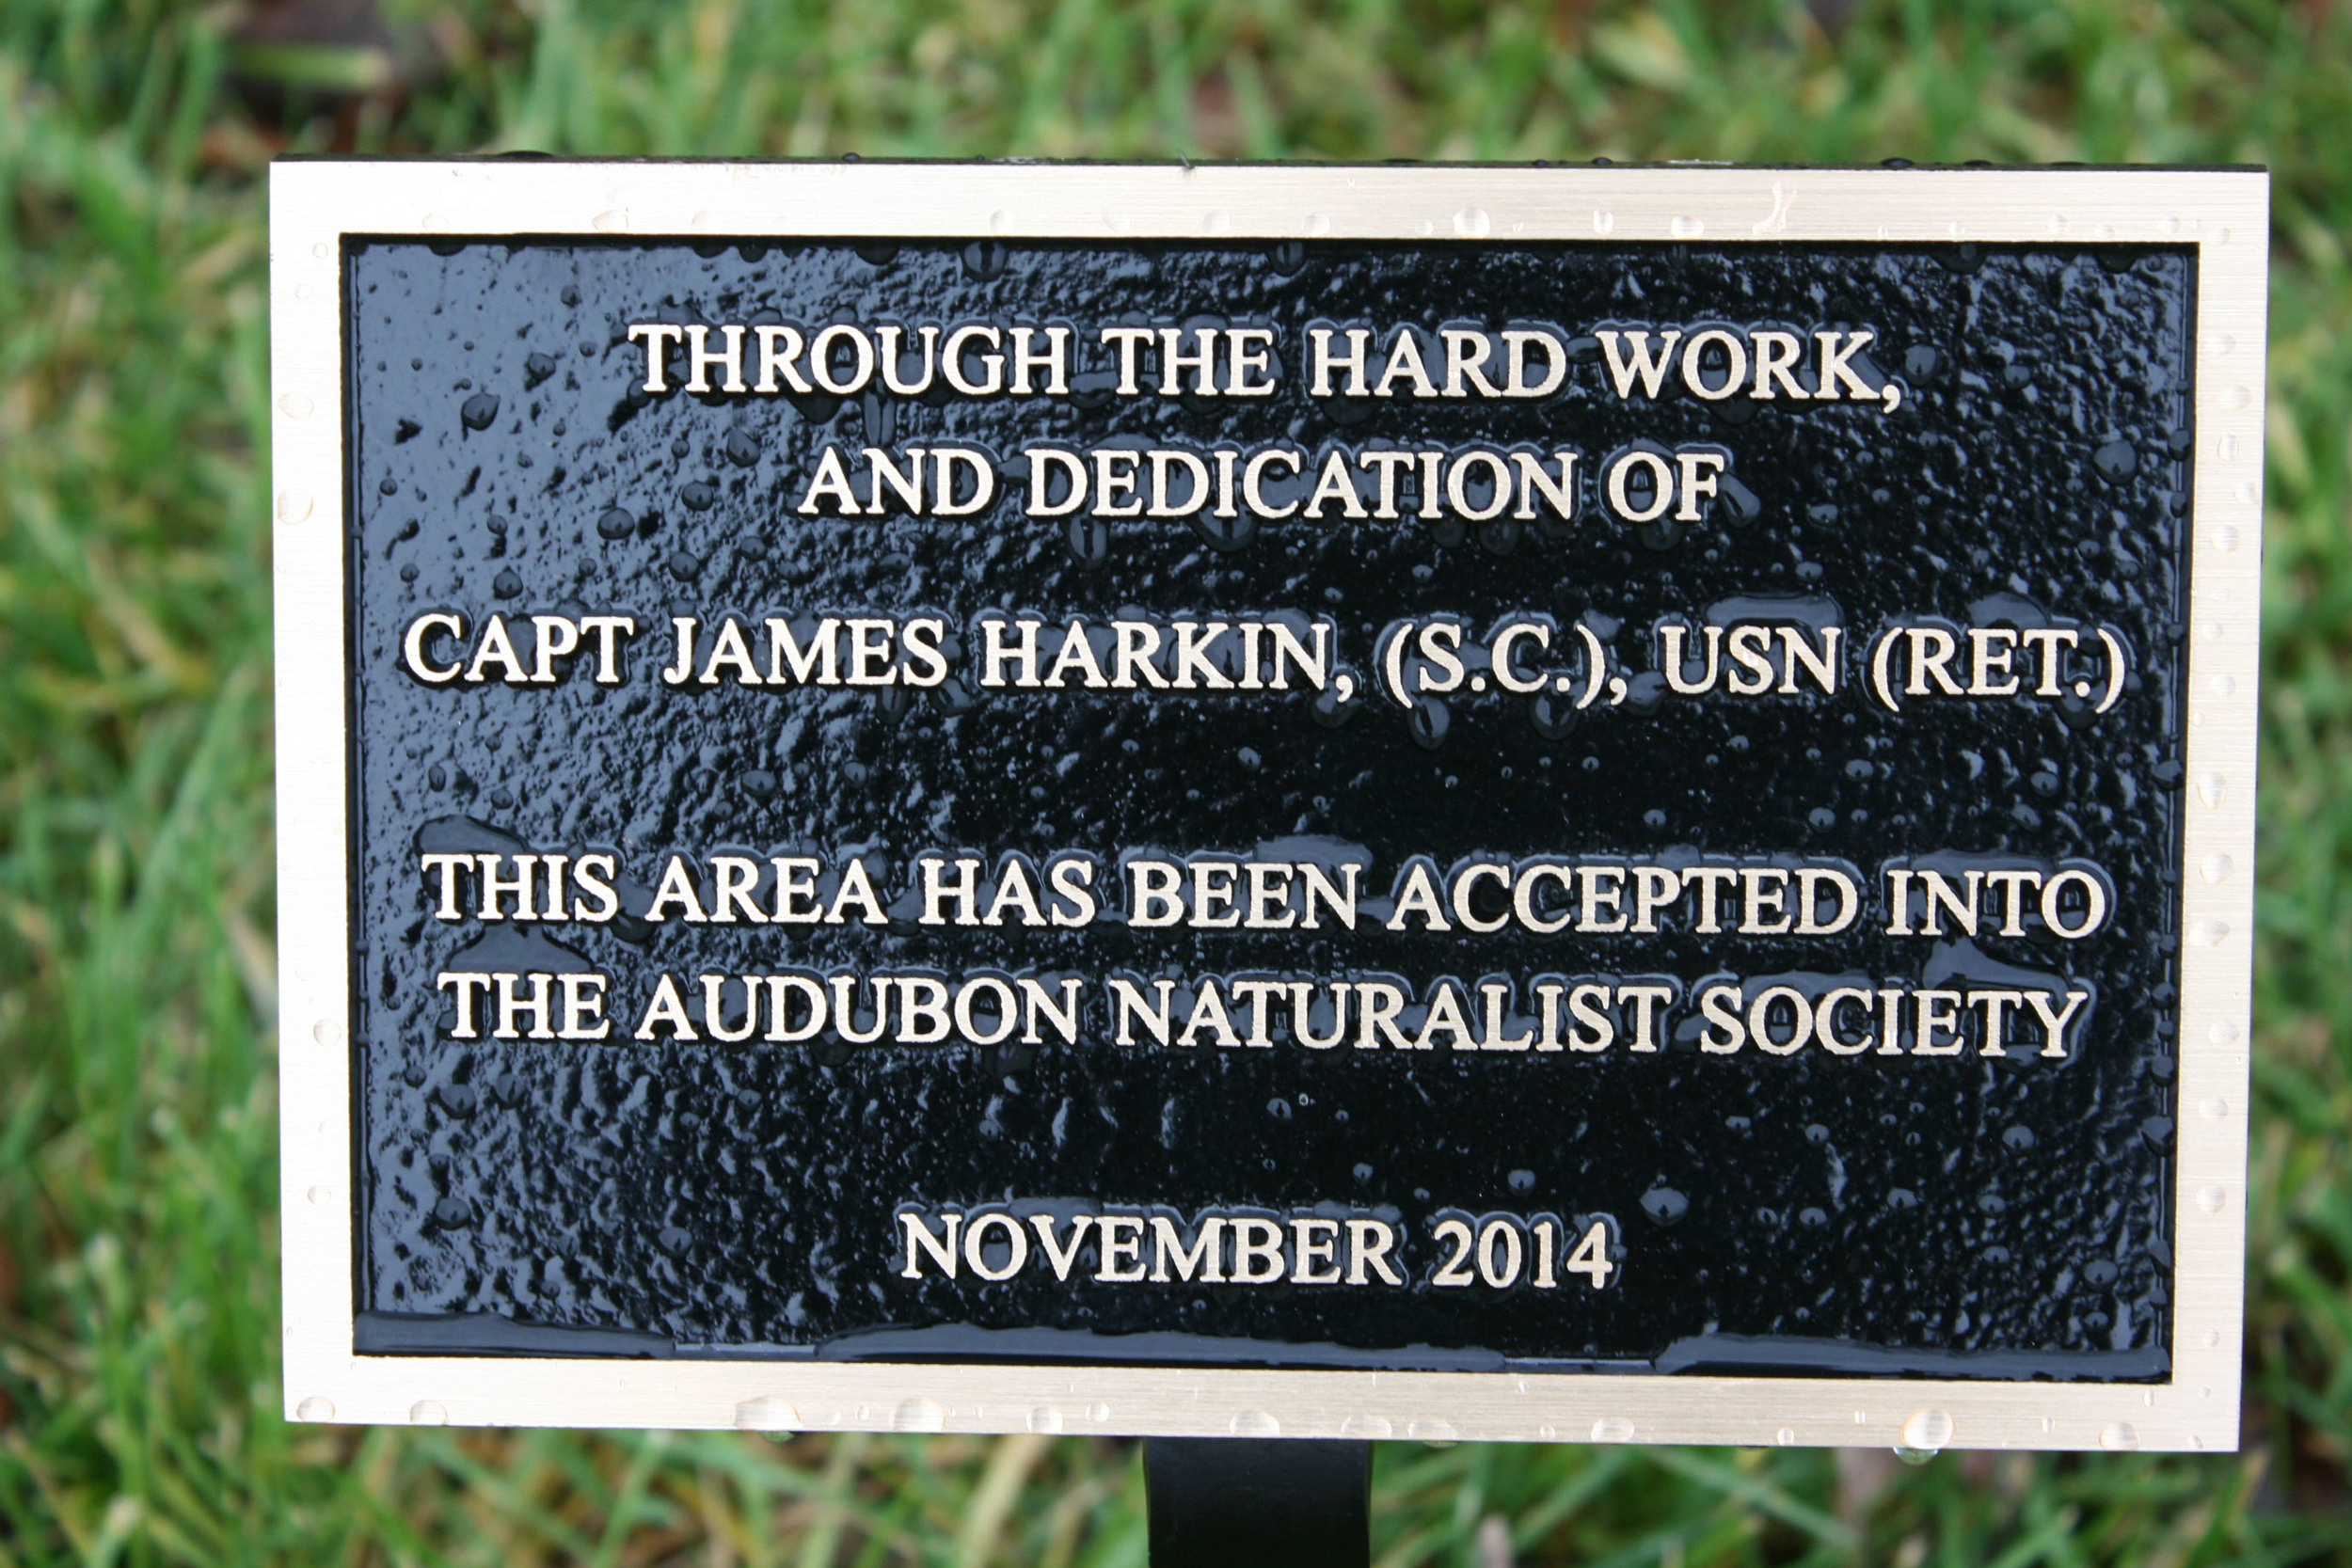 THROUGH THE HARD WORK,
AND DEDICATION OF
CAPT JAMES HARKIN, (S.C.), USN (RET.)
THIS AREA HAS BEEN ACCEPTED INTO
THE AUDUBON NATURALIST SOCIETY
NOVEMBER 2014